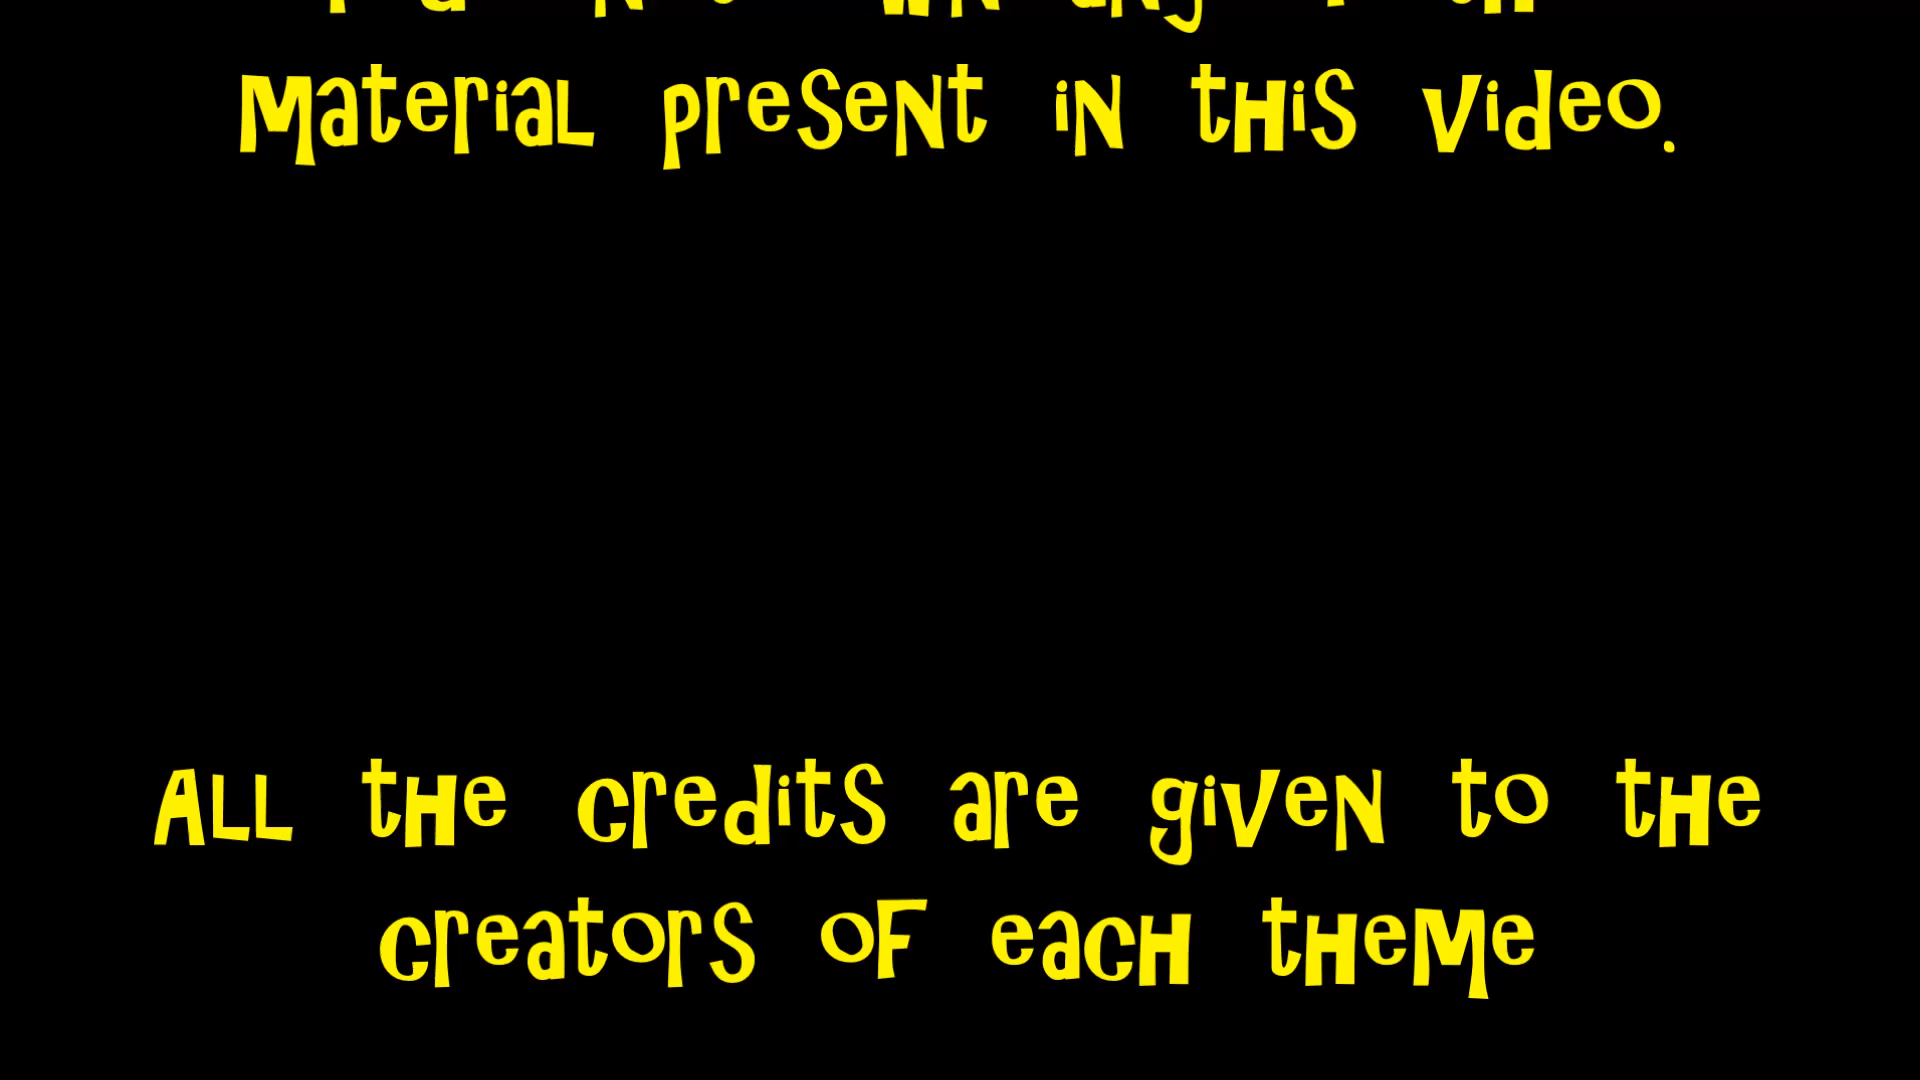 Material present in this video.
All the credits are given to the
creators of each theme